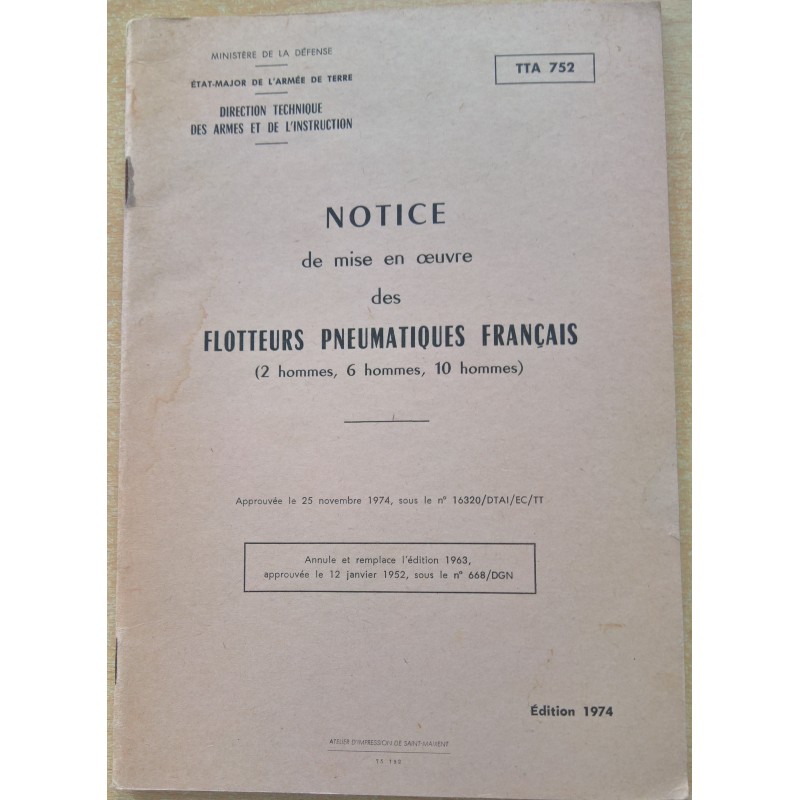 MINISTÈRE DE LA DÉFENSE
ÉTAT-MAJOR DE L'ARMÉE DE TERRE
DIRECTION TECHNIQUE
DES ARMES ET DE L'INSTRUCTION
TTA 752
NOTICE
de mise en œuvre
des
FLOTTEURS PNEUMATIQUES FRANÇAIS
(2 hommes, 6 hommes, 10 hommes)
Approuvée le 25 novembre 1974, sous le nº 16320/DTAI/EC/TT
Annule et remplace l'édition 1963,
approuvée le 12 janvier 1952, sous le nº 668/DGN
Édition 1974
ATELIER D'IMPRESSION DE SAINT-MAIXENT